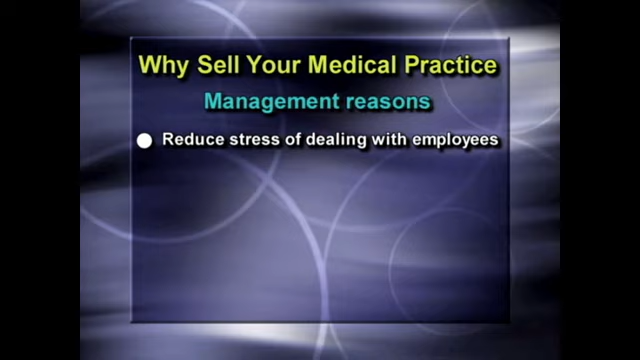 Why Sell Your Medical Practice
Management reasons
Reduce stress of dealing with employees